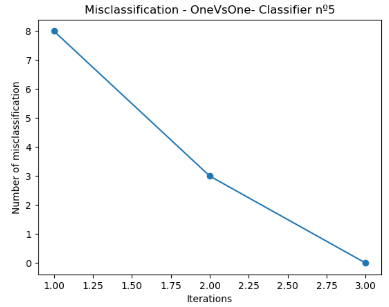 Misclassification - OneVsOne- Classifier nº5
Number of misclassification
8
7
6
5
4
3
2
1
0
1.00 1.25 1.50 1.75 2.00 2.25 2.50 2.75 3.00
Iterations